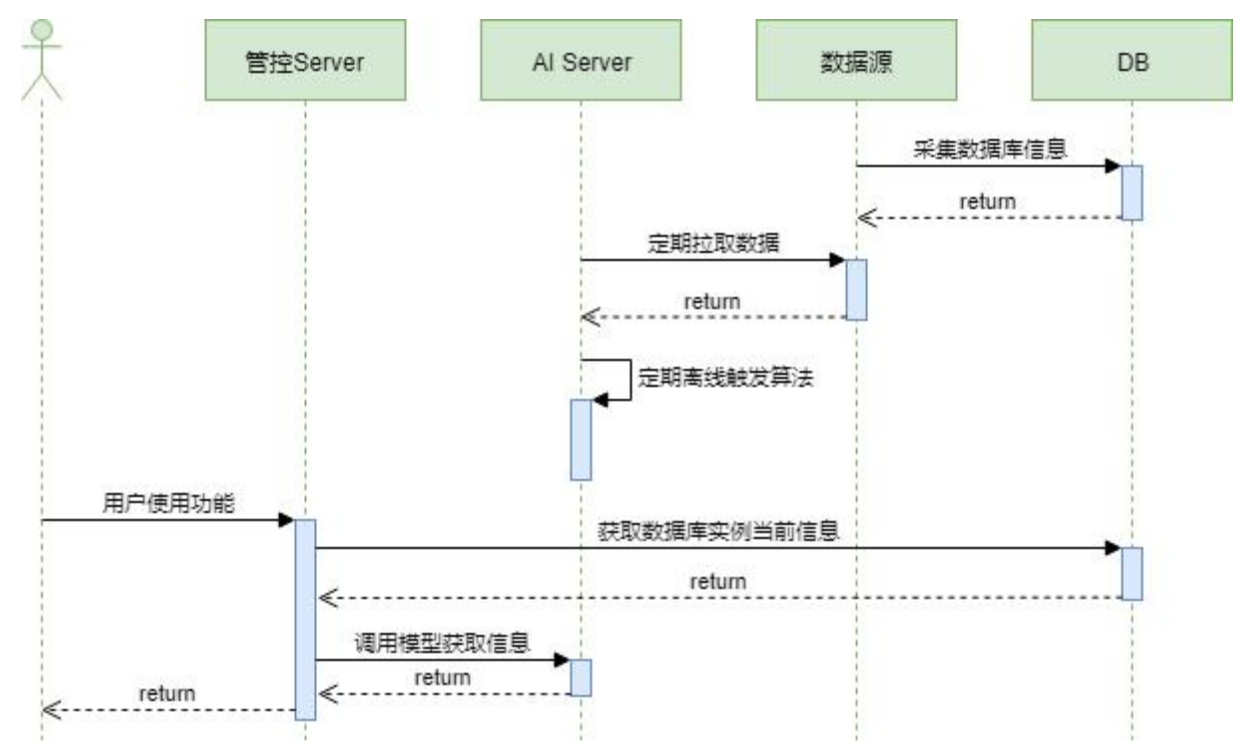 管控Server
AI Server
数据源
DB
采集数据库信息
return
定期拉取数据
return
定期离线触发算法
用户使用功能
获取数据库实例当前信息
return
调用模型获取信息
return
return